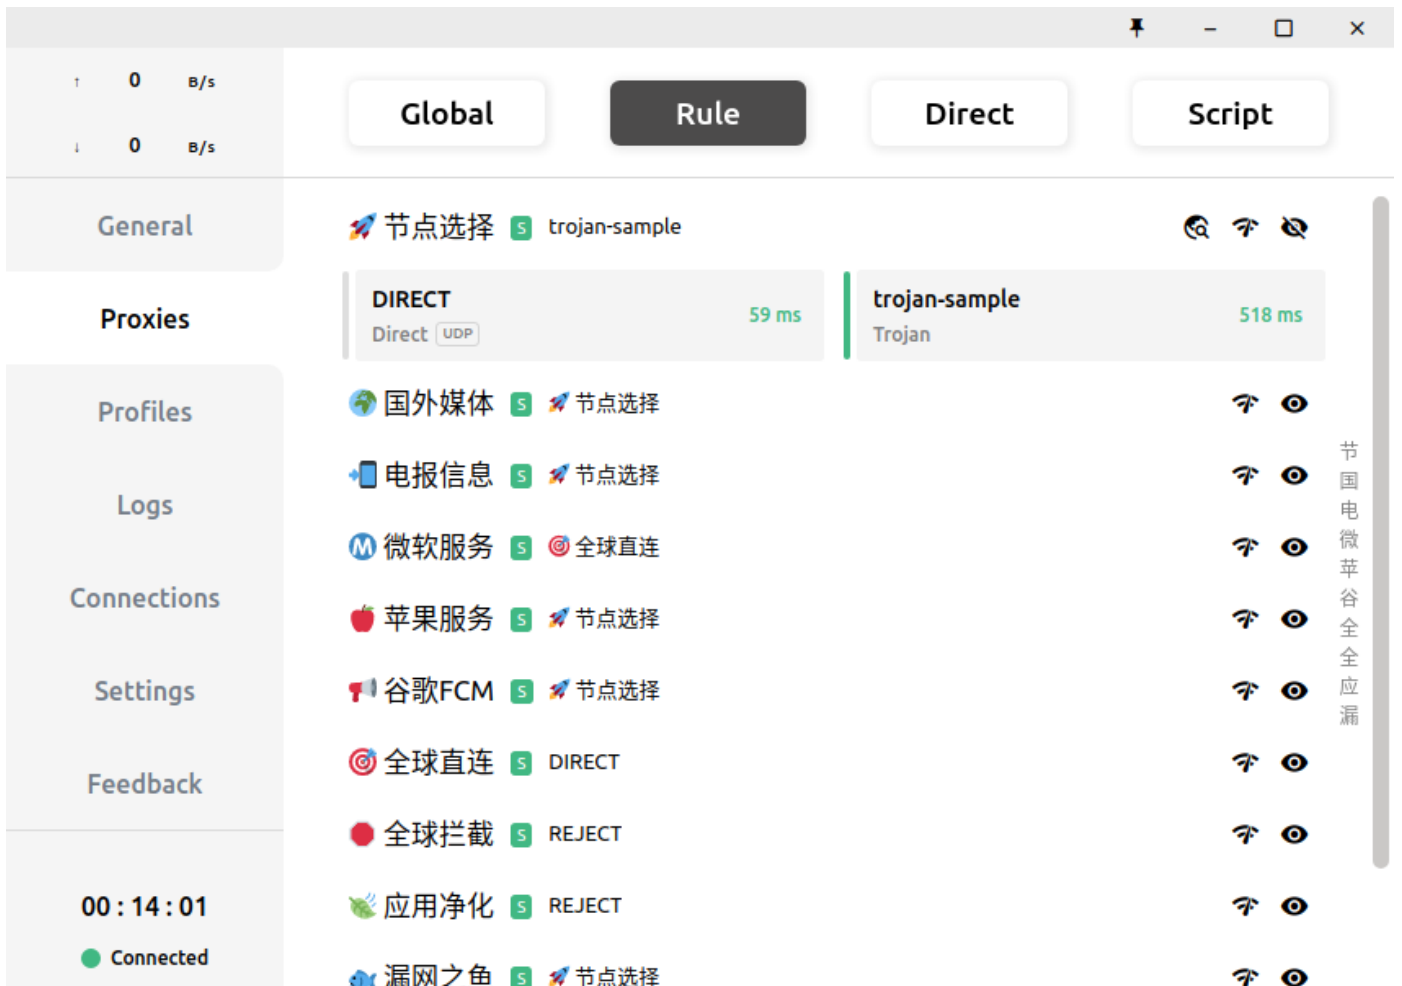 ↑ 0 B/s
↓ 0 B/s
General
Proxies
Profiles
Logs
Connections
Settings
Feedback
00 : 14 : 01
Connected
Global Rule Direct Script
节点选择 S trojan-sample
DIRECT
Direct UDP
59 ms
trojan-sample
Trojan
518 ms
国外媒体 S 节点选择
电报信息 S 节点选择
M 微软服务 S 全球直连
苹果服务 S 节点选择
谷歌FCM S 节点选择
全球直连 S DIRECT
全球拦截 S REJECT
应用净化 S REJECT
漏网之鱼 S 节点选择
节
国
电
微
苹
谷
全
全
应
漏